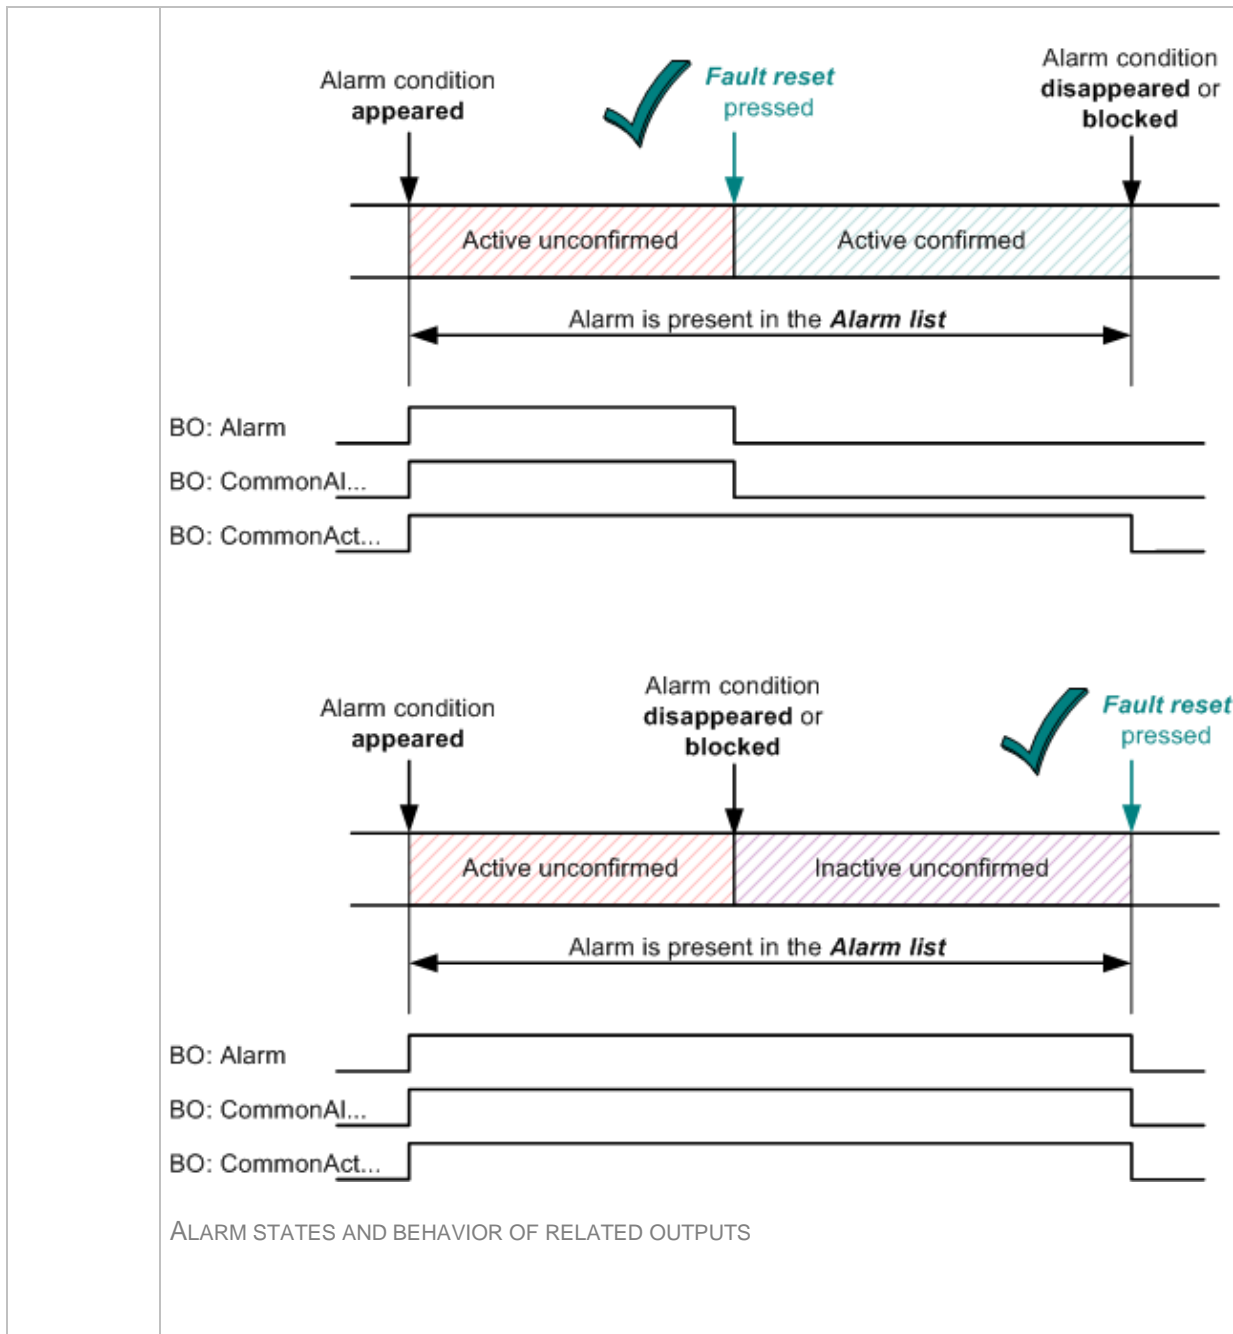 Alarm condition
appeared
Fault reset
pressed
Alarm condition
disappeared or
blocked
Active unconfirmed
Active confirmed
Alarm is present in the Alarm list
BO: Alarm
BO: CommonAl...
BO: CommonAct...
Alarm condition
appeared
Alarm condition
disappeared or
blocked
Fault reset
pressed
Active unconfirmed
Inactive unconfirmed
Alarm is present in the Alarm list
BO: Alarm
BO: CommonAl...
BO: CommonAct...
ALARM STATES AND BEHAVIOR OF RELATED OUTPUTS